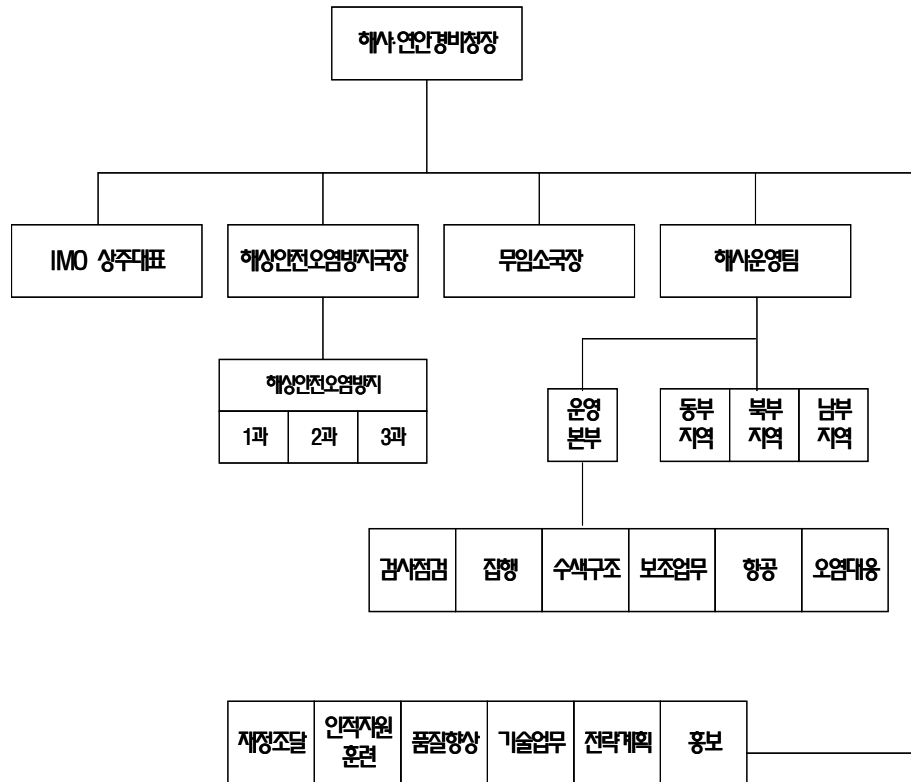 해사·연안경비청장
IMO 상주대표
해상안전오염방지국장
무임소국장
해사운영팀
해상안전오염방지
1과
2과
3과
운영
본부
동부
지역
북부
지역
남부
지역
검사점검
집행
수색구조
보조업무
항공
오염대응
재정조달
인적자원
훈련
품질향상
기술업무
전략계획
홍보